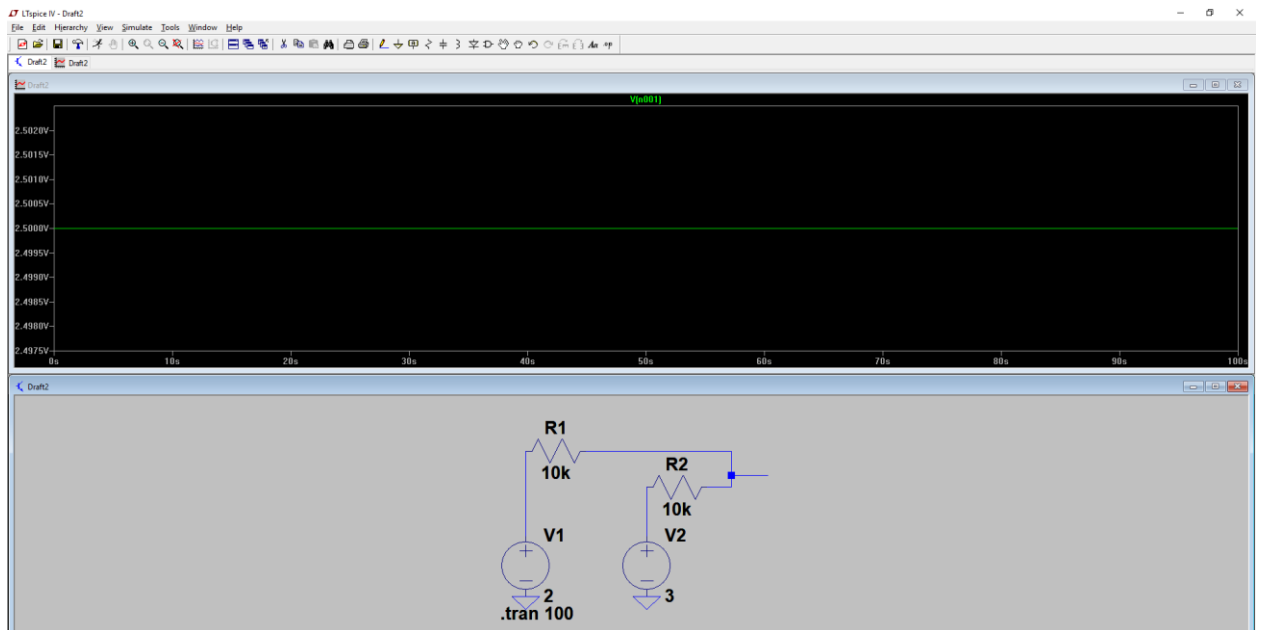 LTspice IV - Draft2
File Edit Hierarchy View Simulate Tools Window Help
Draft2 Draft2
Draft2
V(n001)
2.5020V
2.5015V
2.5010V
2.5005V
2.5000V
2.4995V
2.4990V
2.4985V
2.4980V
2.4975V
0s 10s 20s 30s 40s 50s 60s 70s 80s 90s 100s
Draft2
R1
10k
R2
10k
V1
2
V2
3
.tran 100